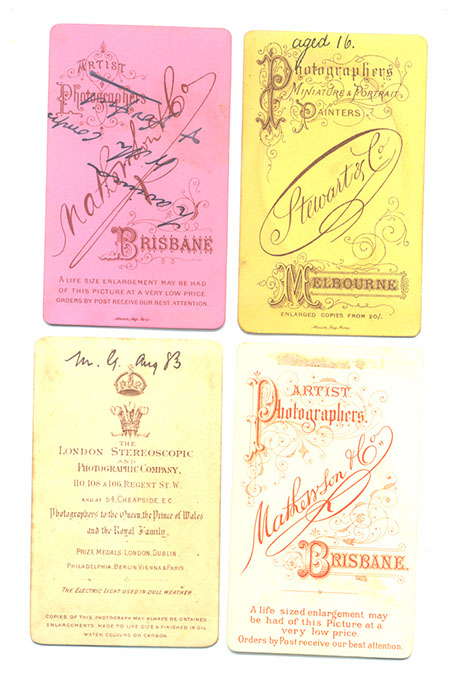 ARTIST
Photographers
Mathewson & Co
BRISBANE
A LIFE SIZE ENLARGEMENT MAY BE HAD
OF THIS PICTURE AT A VERY LOW PRICE.
ORDERS BY POST RECEIVE OUR BEST ATTENTION.
aged 16.
Photographers
MINIATURE & PORTRAIT
PAINTERS.
Stewart & Co.
MELBOURNE
ENLARGED COPIES FROM 20/.
M. G. Aug 83
THE
LONDON STEREOSCOPIC
AND
PHOTOGRAPHIC COMPANY,
110, 108 & 106, REGENT ST. W.
AND AT 54, CHEAPSIDE. E.C.
Photographers to the Queen, the Prince of Wales
and the Royal Family.
PRIZE MEDALS LONDON, DUBLIN,
PHILADELPHIA, BERLIN, VIENNA & PARIS.
THE ELECTRIC LIGHT USED IN DULL WEATHER
COPIES OF THIS PHOTOGRAPH MAY ALWAYS BE OBTAINED
ENLARGEMENTS MADE TO LIFE SIZE & FINISHED IN OIL
WATER COLOURS OR CARBON
ARTIST
Photographers.
Mathewson & Co.
BRISBANE.
A life sized enlargement may
be had of this Picture at a
very low price.
Orders by Post receive our best attention.